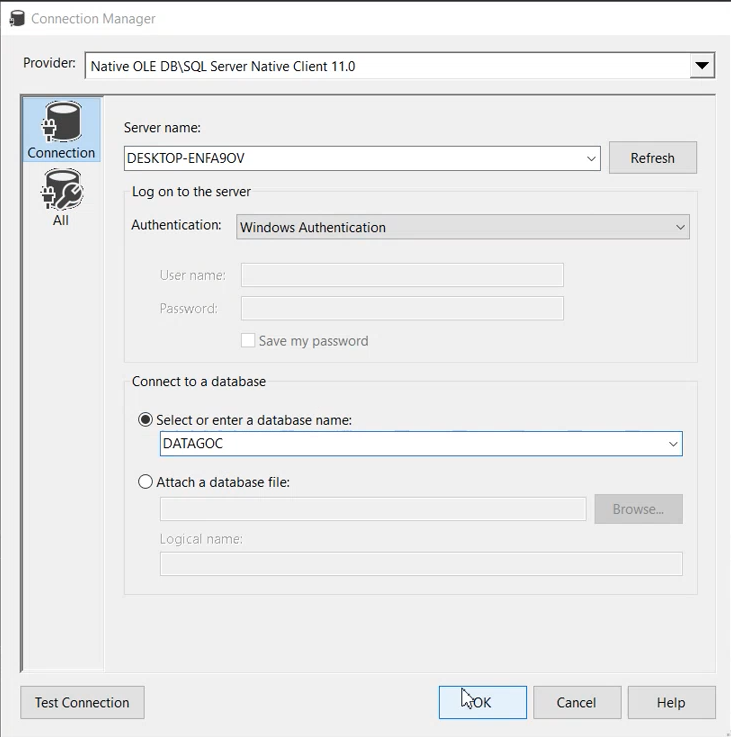 Connection Manager
Provider: Native OLE DB\SQL Server Native Client 11.0
Connection
All
Server name:
DESKTOP-ENFA9OV
Refresh
Log on to the server
Authentication: Windows Authentication
User name:
Password:
Save my password
Connect to a database
Select or enter a database name:
DATAGOC
Attach a database file:
Browse...
Logical name:
Test Connection OK Cancel Help